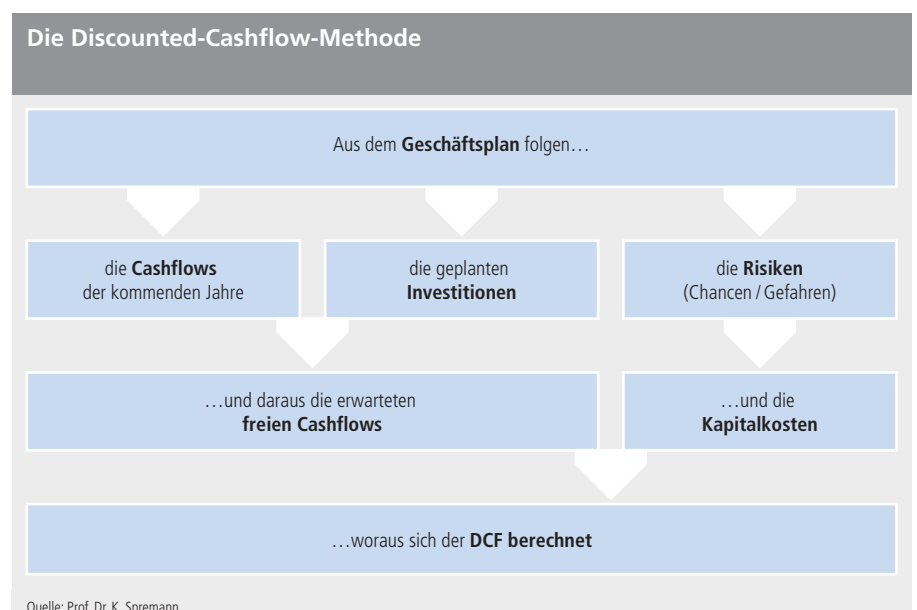 Die Discounted-Cashflow-Methode
Aus dem Geschäftsplan folgen…
die Cashflows
der kommenden Jahre
die geplanten
Investitionen
die Risiken
(Chancen / Gefahren)
…und daraus die erwarteten
freien Cashflows
…und die
Kapitalkosten
…woraus sich der DCF berechnet
Quelle: Prof. Dr. K. Spremann